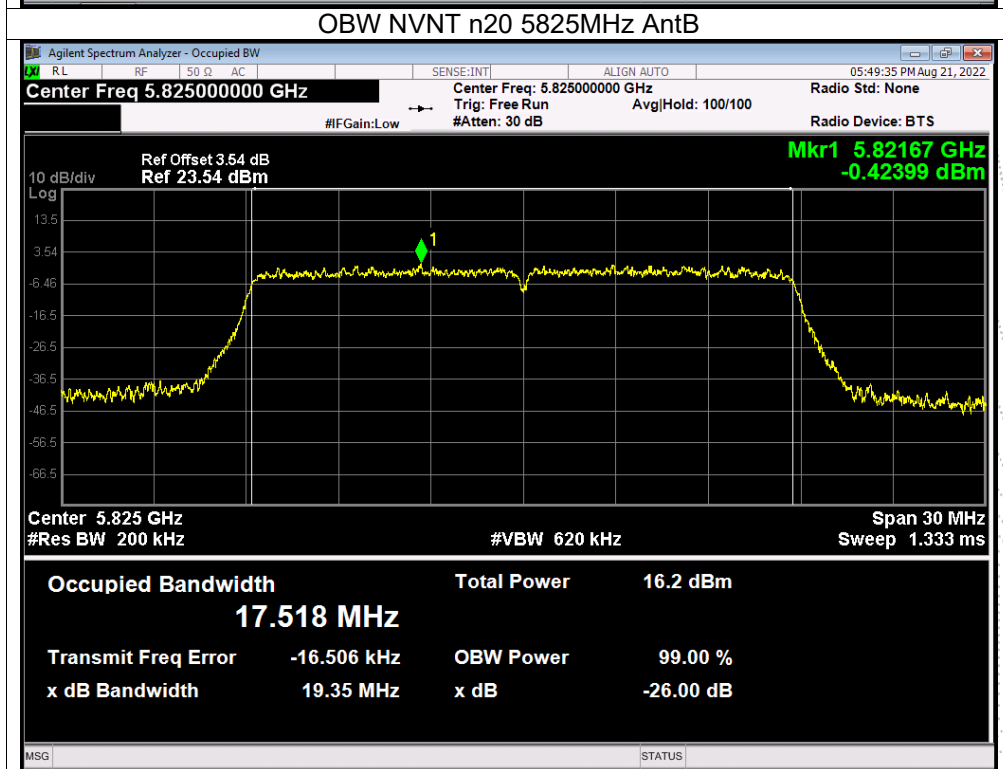 OBW NVNT n20 5825MHz AntB
Agilent Spectrum Analyzer - Occupied BW
LXI RL RF 50 Ω AC SENSE:INT ALIGN AUTO 05:49:35 PM Aug 21, 2022
Center Freq 5.825000000 GHz
Center Freq: 5.825000000 GHz Radio Std: None
Trig: Free Run Avg|Hold: 100/100
#IFGain:Low #Atten: 30 dB Radio Device: BTS
Mkr1 5.82167 GHz
-0.42399 dBm
Ref Offset 3.54 dB
10 dB/div Ref 23.54 dBm
Log
13.5
3.54
-6.46
-16.5
-26.5
-36.5
-46.5
-56.5
-66.5
1
Center 5.825 GHz Span 30 MHz
#Res BW 200 kHz #VBW 620 kHz Sweep 1.333 ms
Occupied Bandwidth Total Power 16.2 dBm
17.518 MHz
Transmit Freq Error -16.506 kHz OBW Power 99.00 %
x dB Bandwidth 19.35 MHz x dB -26.00 dB
MSG STATUS